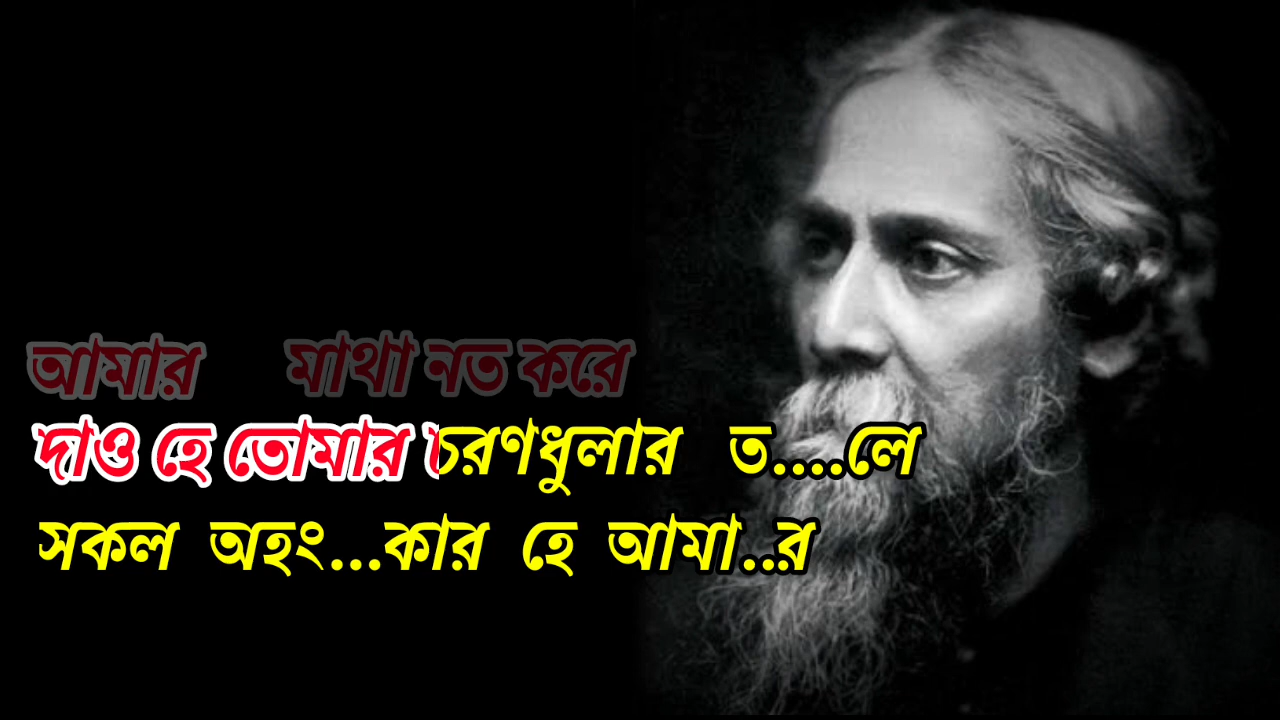 আমার মাথা নত করে
দাও হে তোমার চরণধুলার ত....লে
সকল অহং...কার হে আমা..র